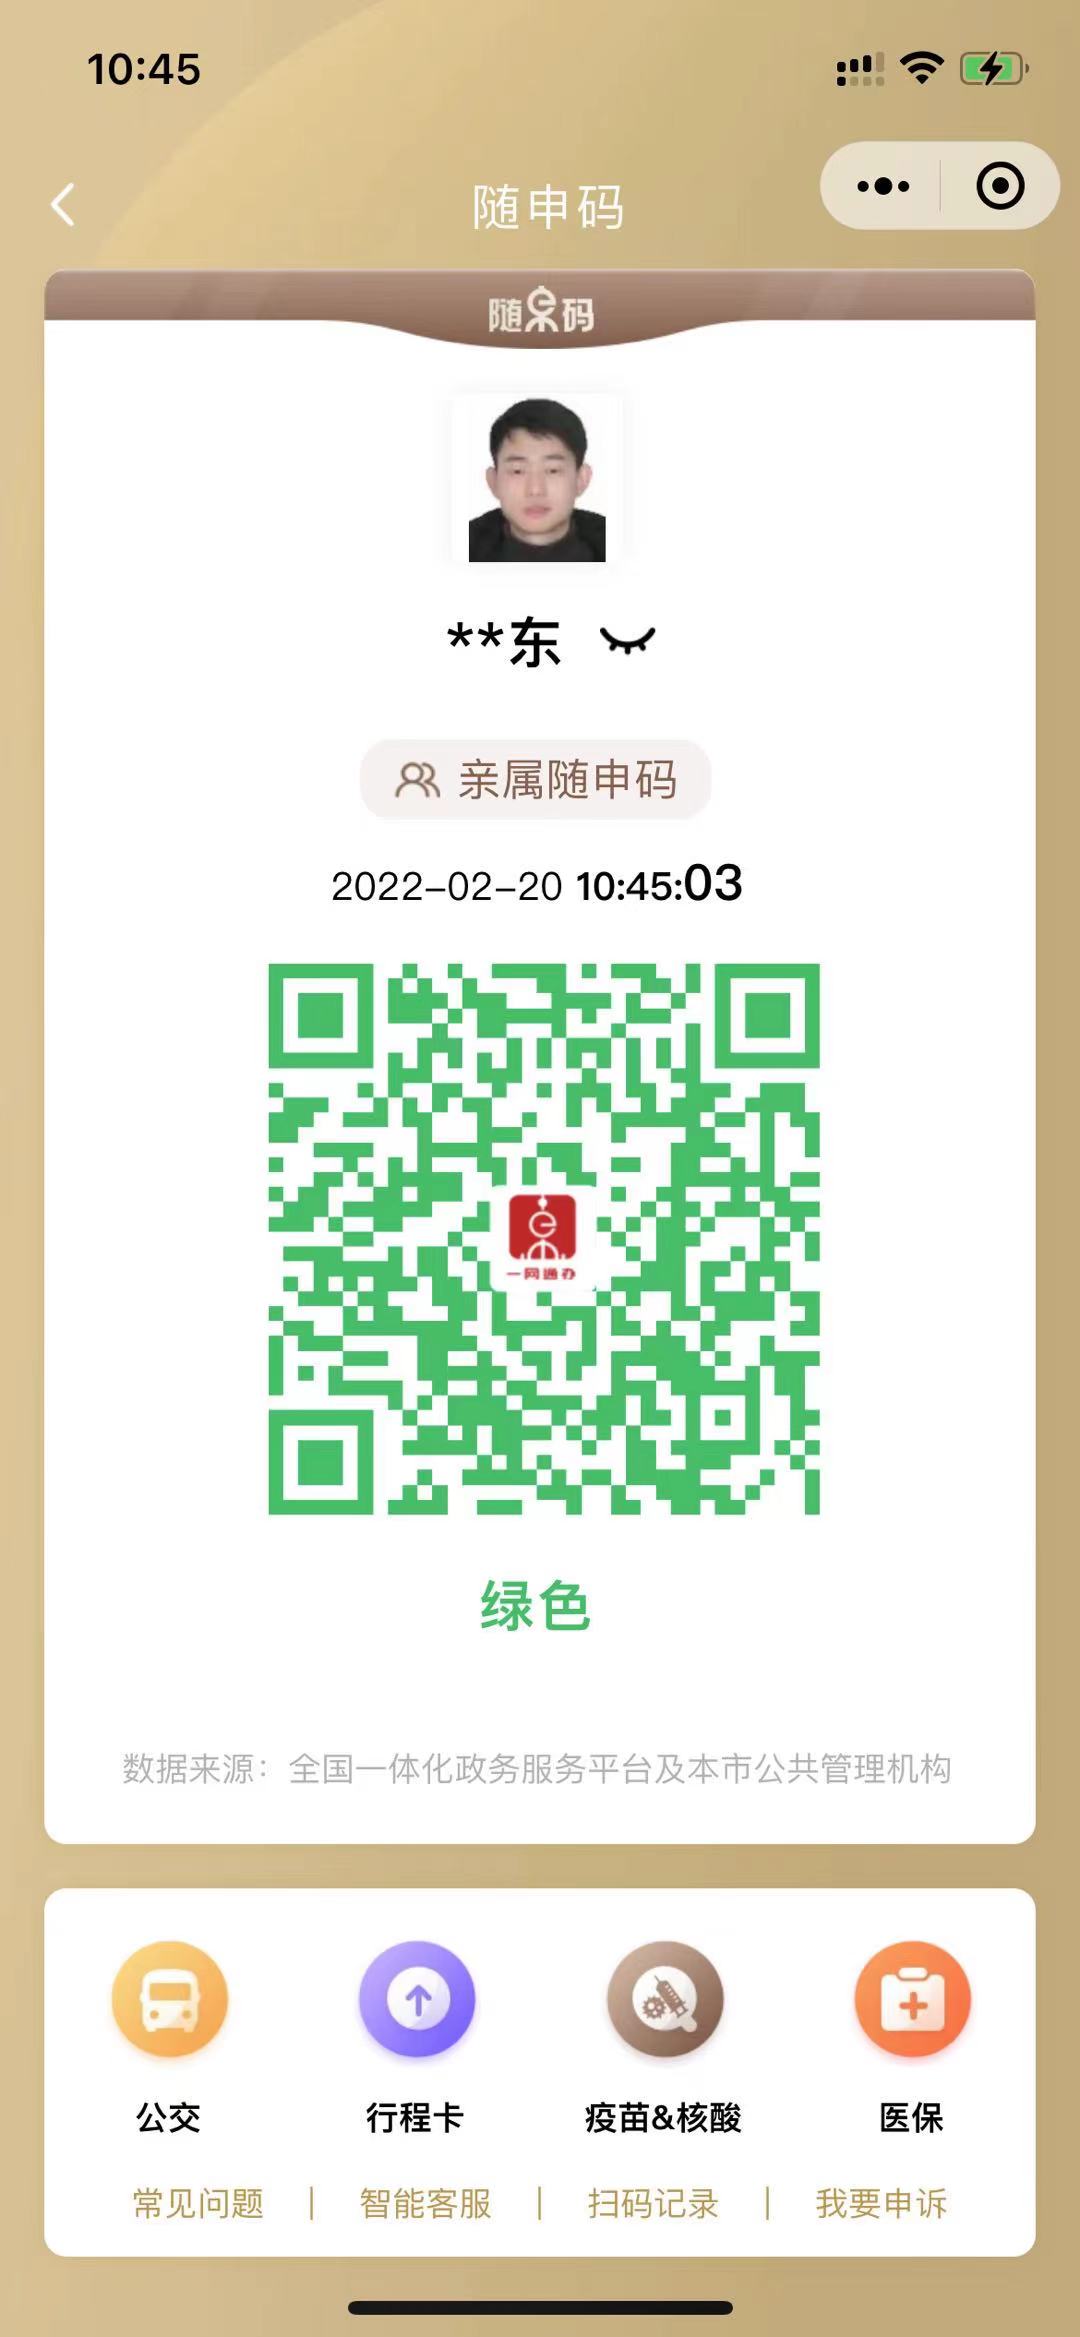 10:45
随申码
随申码
**东
亲属随申码
2022-02-20 10:45:03
一网通办
绿色
数据来源：全国一体化政务服务平台及本市公共管理机构
公交 行程卡 疫苗&核酸 医保
常见问题 | 智能客服 | 扫码记录 | 我要申诉